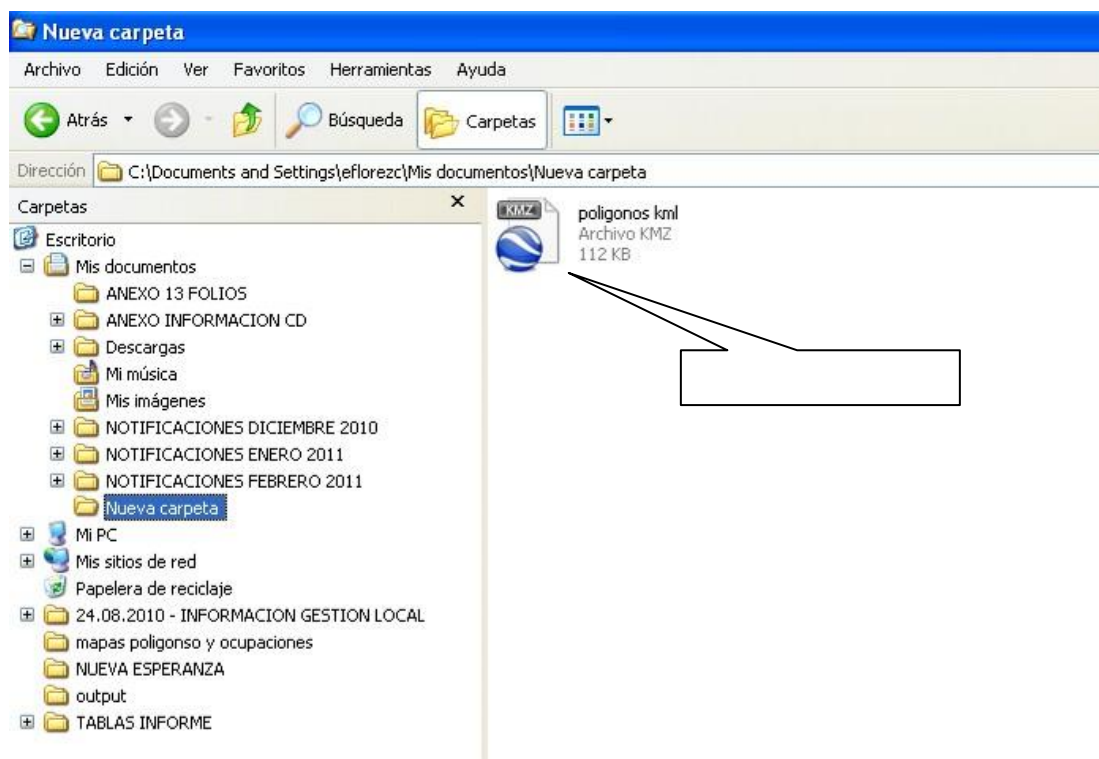 Nueva carpeta
Archivo Edición Ver Favoritos Herramientas Ayuda
Atrás Búsqueda Carpetas
Dirección C:\Documents and Settings\eflorezc\Mis documentos\Nueva carpeta
Carpetas
Escritorio
Mis documentos
ANEXO 13 FOLIOS
ANEXO INFORMACION CD
Descargas
Mi música
Mis imágenes
NOTIFICACIONES DICIEMBRE 2010
NOTIFICACIONES ENERO 2011
NOTIFICACIONES FEBRERO 2011
Nueva carpeta
Mi PC
Mis sitios de red
Papelera de reciclaje
24.08.2010 - INFORMACION GESTION LOCAL
mapas poligonso y ocupaciones
NUEVA ESPERANZA
output
TABLAS INFORME
KMZ
poligonos kml
Archivo KMZ
112 KB